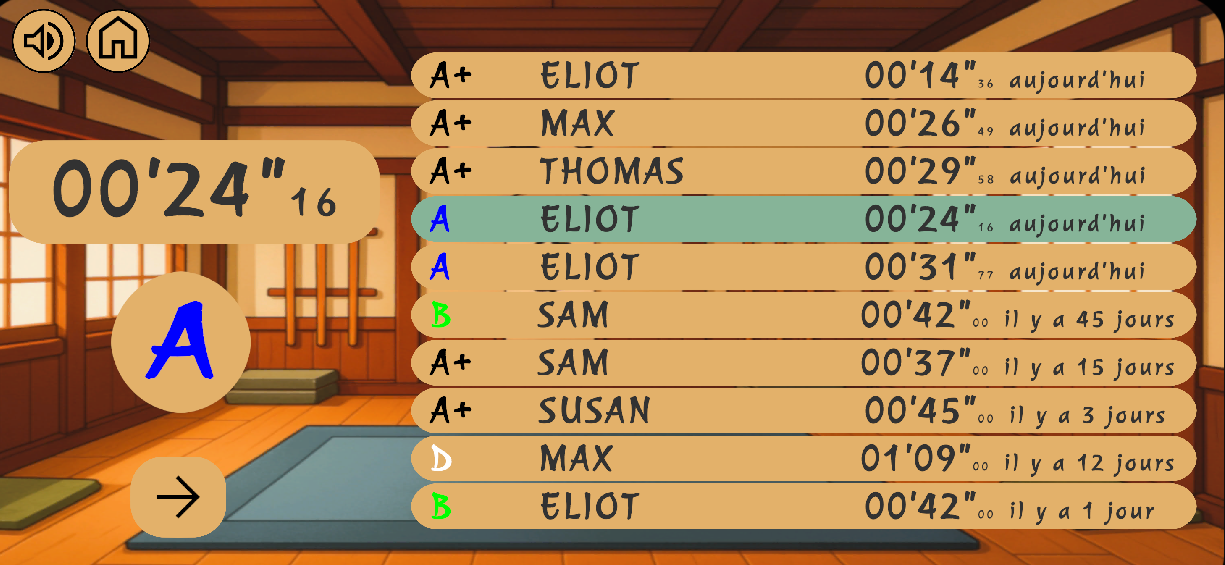 00'24"16
A
A+ ELIOT 00'14"36 aujourd'hui
A+ MAX 00'26"49 aujourd'hui
A+ THOMAS 00'29"58 aujourd'hui
A ELIOT 00'24"16 aujourd'hui
A ELIOT 00'31"77 aujourd'hui
B SAM 00'42"00 il y a 45 jours
A+ SAM 00'37"00 il y a 15 jours
A+ SUSAN 00'45"00 il y a 3 jours
D MAX 01'09"00 il y a 12 jours
B ELIOT 00'42"00 il y a 1 jour